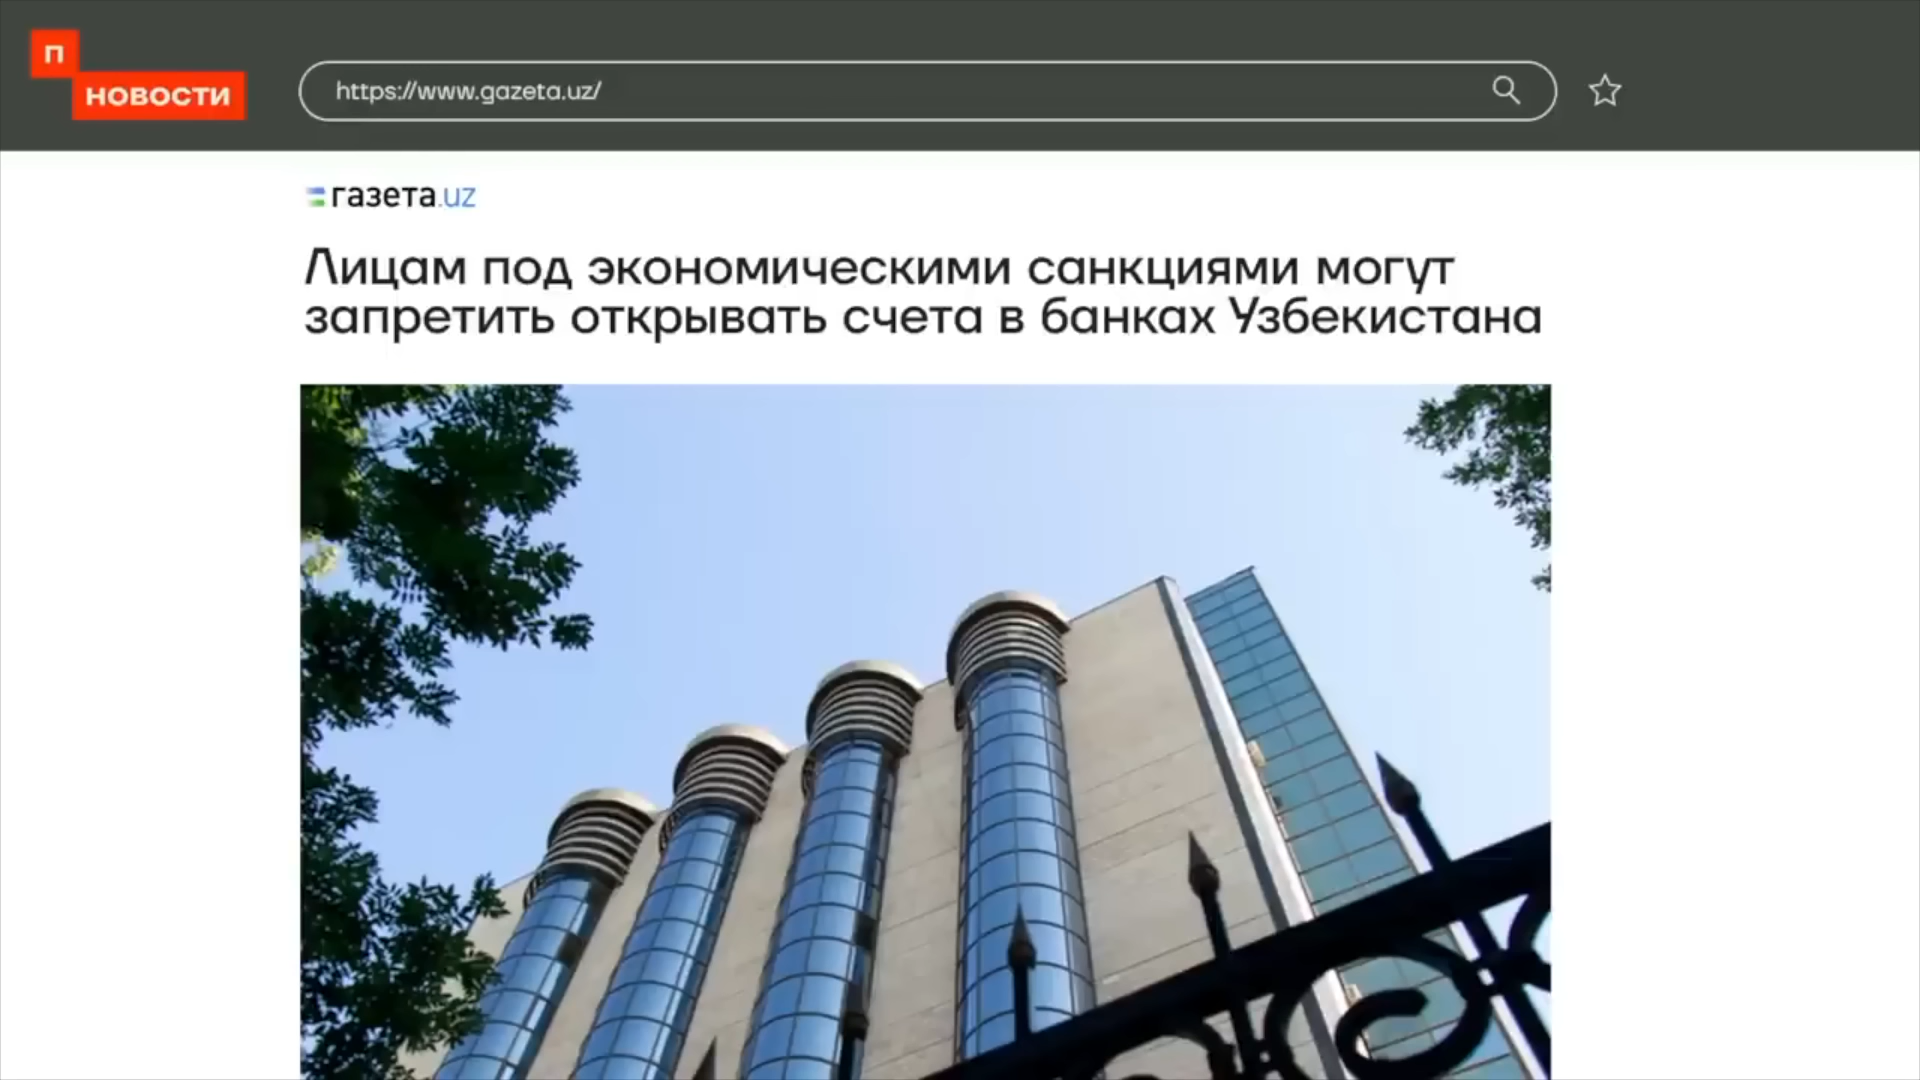 П
НОВОСТИ
https://www.gazeta.uz/
газета.uz
Лицам под экономическими санкциями могут
запретить открывать счета в банках Узбекистана